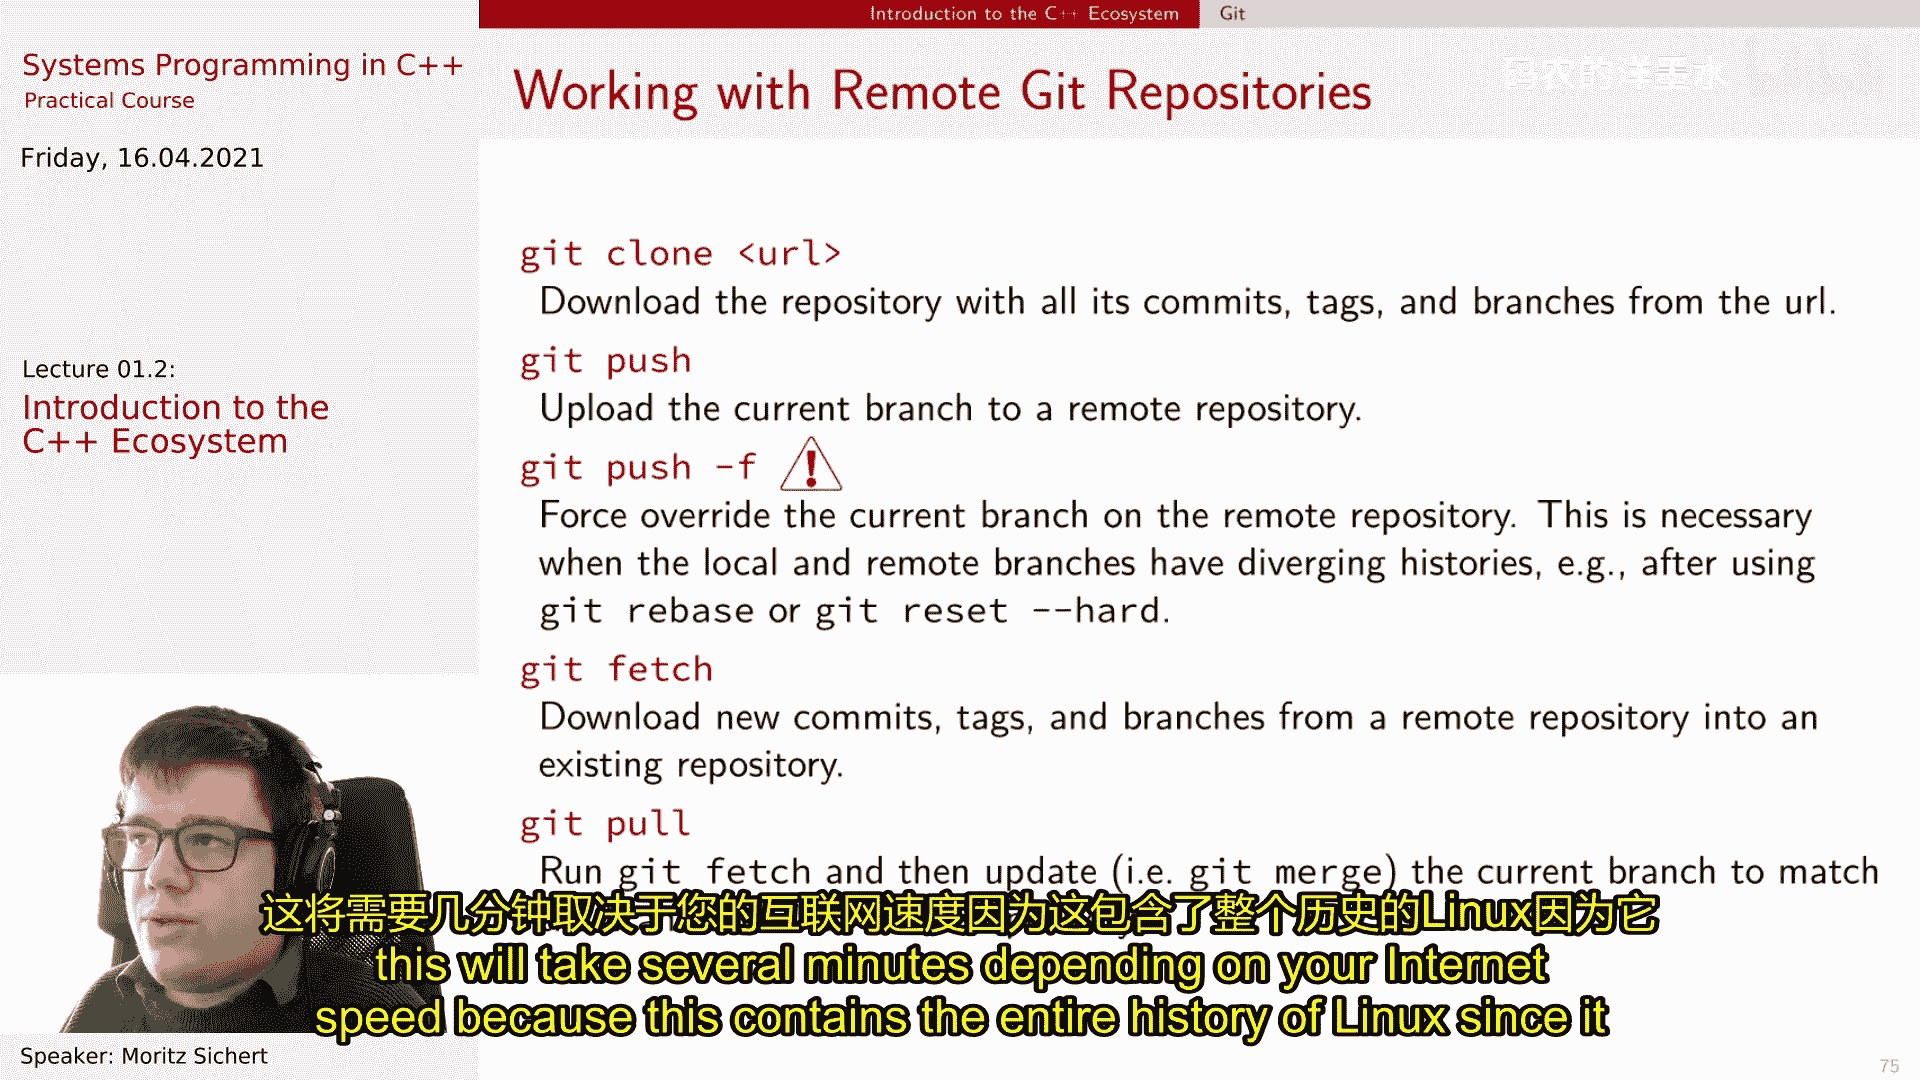 Introduction to the C++ Ecosystem
Git
Systems Programming in C++
Practical Course
Friday, 16.04.2021
Working with Remote Git Repositories
码农的洋墨水
git clone <url>
Download the repository with all its commits, tags, and branches from the url.
git push
Upload the current branch to a remote repository.
git push -f
Force override the current branch on the remote repository. This is necessary
when the local and remote branches have diverging histories, e.g., after using
git rebase or git reset --hard.
git fetch
Download new commits, tags, and branches from a remote repository into an
existing repository.
git pull
Run git fetch and then update (i.e. git merge) the current branch to match
Lecture 01.2:
Introduction to the
C++ Ecosystem
这将需要几分钟取决于您的互联网速度因为这包含了整个历史的Linux因为它
this will take several minutes depending on your Internet
speed because this contains the entire history of Linux since it
Speaker: Moritz Sichert
75